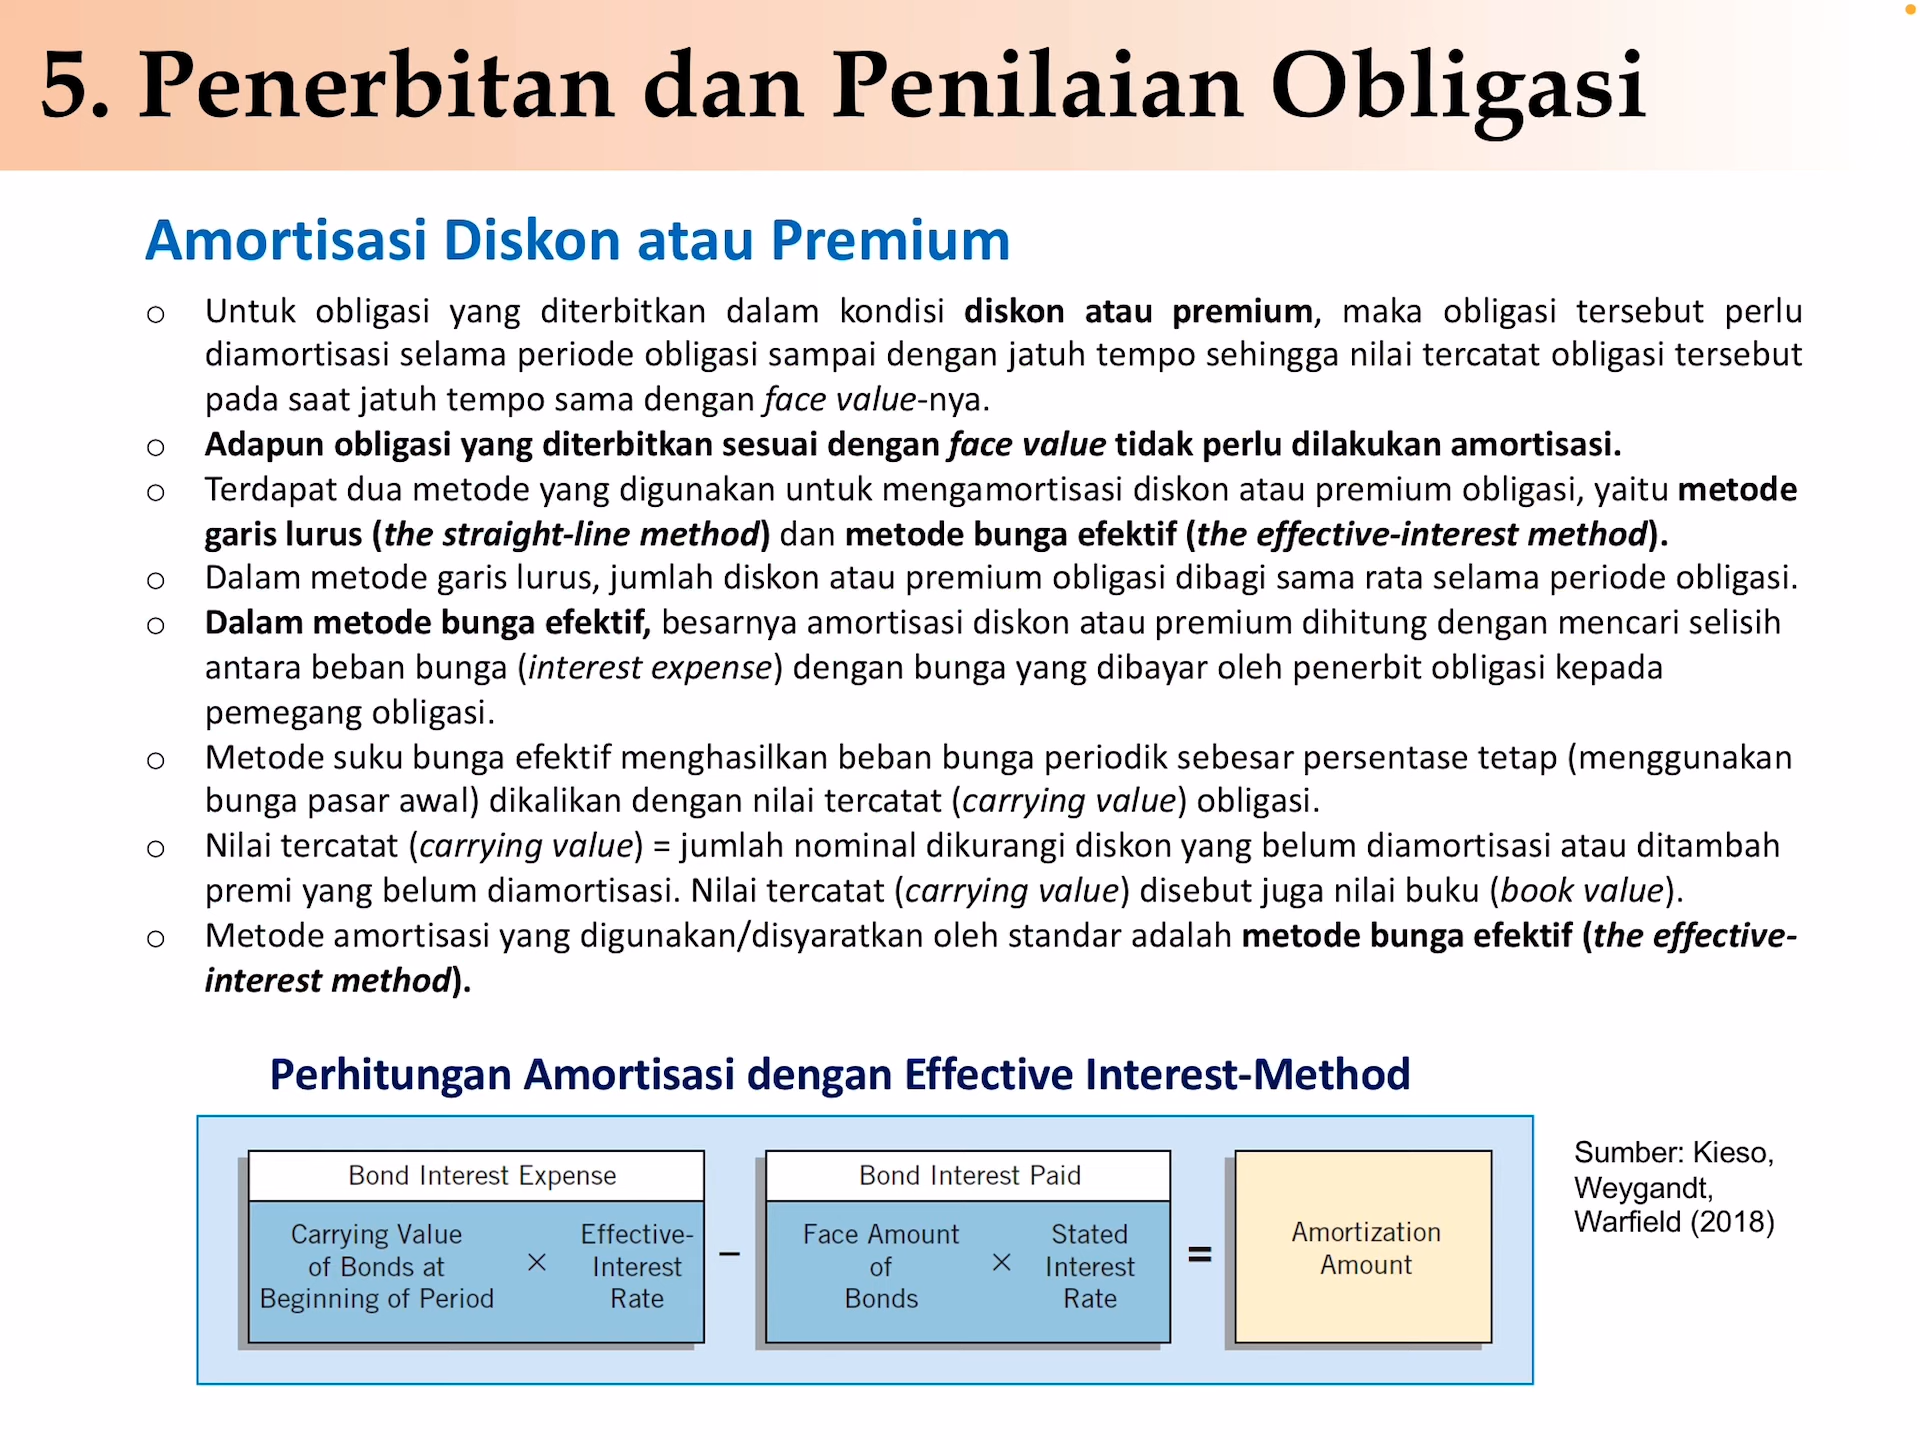 5. Penerbitan dan Penilaian Obligasi
Amortisasi Diskon atau Premium
o Untuk obligasi yang diterbitkan dalam kondisi diskon atau premium, maka obligasi tersebut perlu
diamortisasi selama periode obligasi sampai dengan jatuh tempo sehingga nilai tercatat obligasi tersebut
pada saat jatuh tempo sama dengan face value-nya.
o Adapun obligasi yang diterbitkan sesuai dengan face value tidak perlu dilakukan amortisasi.
o Terdapat dua metode yang digunakan untuk mengamortisasi diskon atau premium obligasi, yaitu metode
garis lurus (the straight-line method) dan metode bunga efektif (the effective-interest method).
o Dalam metode garis lurus, jumlah diskon atau premium obligasi dibagi sama rata selama periode obligasi.
o Dalam metode bunga efektif, besarnya amortisasi diskon atau premium dihitung dengan mencari selisih
antara beban bunga (interest expense) dengan bunga yang dibayar oleh penerbit obligasi kepada
pemegang obligasi.
o Metode suku bunga efektif menghasilkan beban bunga periodik sebesar persentase tetap (menggunakan
bunga pasar awal) dikalikan dengan nilai tercatat (carrying value) obligasi.
o Nilai tercatat (carrying value) = jumlah nominal dikurangi diskon yang belum diamortisasi atau ditambah
premi yang belum diamortisasi. Nilai tercatat (carrying value) disebut juga nilai buku (book value).
o Metode amortisasi yang digunakan/disyaratkan oleh standar adalah metode bunga efektif (the effective-
interest method).
Perhitungan Amortisasi dengan Effective Interest-Method
Bond Interest Expense
Carrying Value
of Bonds at
Beginning of Period
×
Effective-
Interest
Rate
–
Bond Interest Paid
Face Amount
of
Bonds
×
Stated
Interest
Rate
=
Amortization
Amount
Sumber: Kieso,
Weygandt,
Warfield (2018)